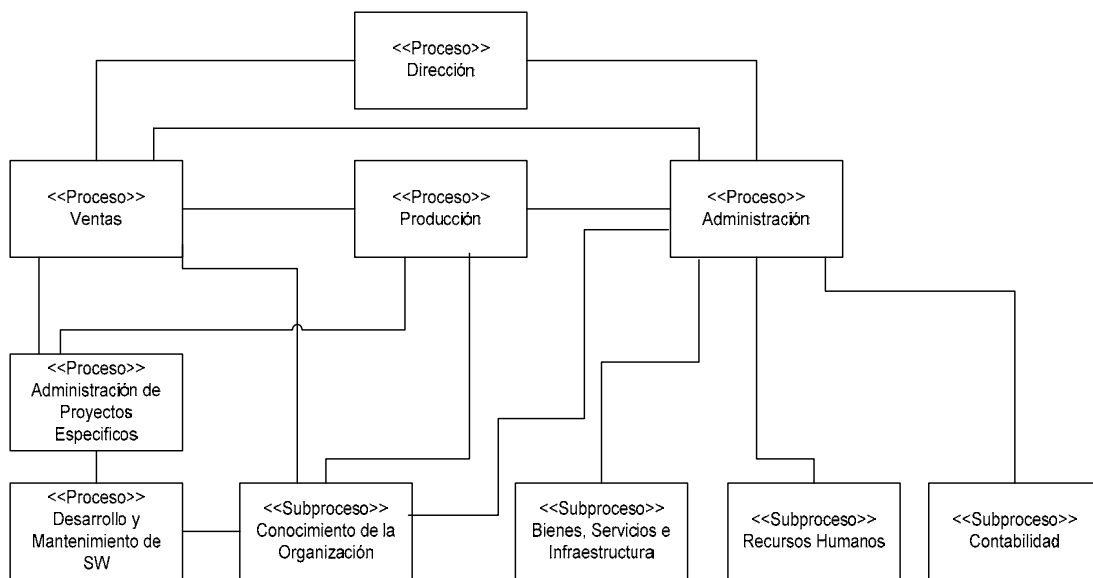 <<Proceso>>
Dirección
<<Proceso>>
Ventas
<<Proceso>>
Producción
<<Proceso>>
Administración
<<Proceso>>
Administración de
Proyectos
Especificos
<<Proceso>>
Desarrollo y
Mantenimiento de
SW
<<Subproceso>>
Conocimiento de la
Organización
<<Subproceso>>
Bienes, Servicios e
Infraestructura
<<Subproceso>>
Recursos Humanos
<<Subproceso>>
Contabilidad